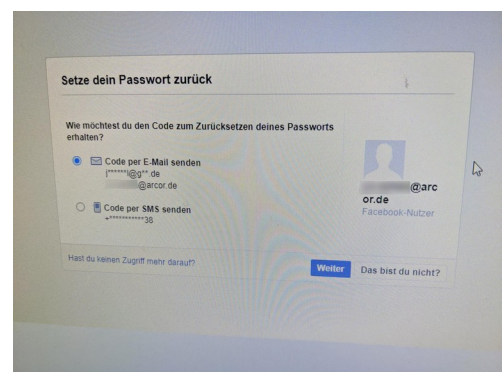 Setze dein Passwort zurück
Wie möchtest du den Code zum Zurücksetzen deines Passworts
erhalten?
Code per E-Mail senden
j******l@g**.de
@arcor.de
Code per SMS senden
+***********36
@arc
or.de
Facebook-Nutzer
Hast du keinen Zugriff mehr darauf?
Weiter
Das bist du nicht?